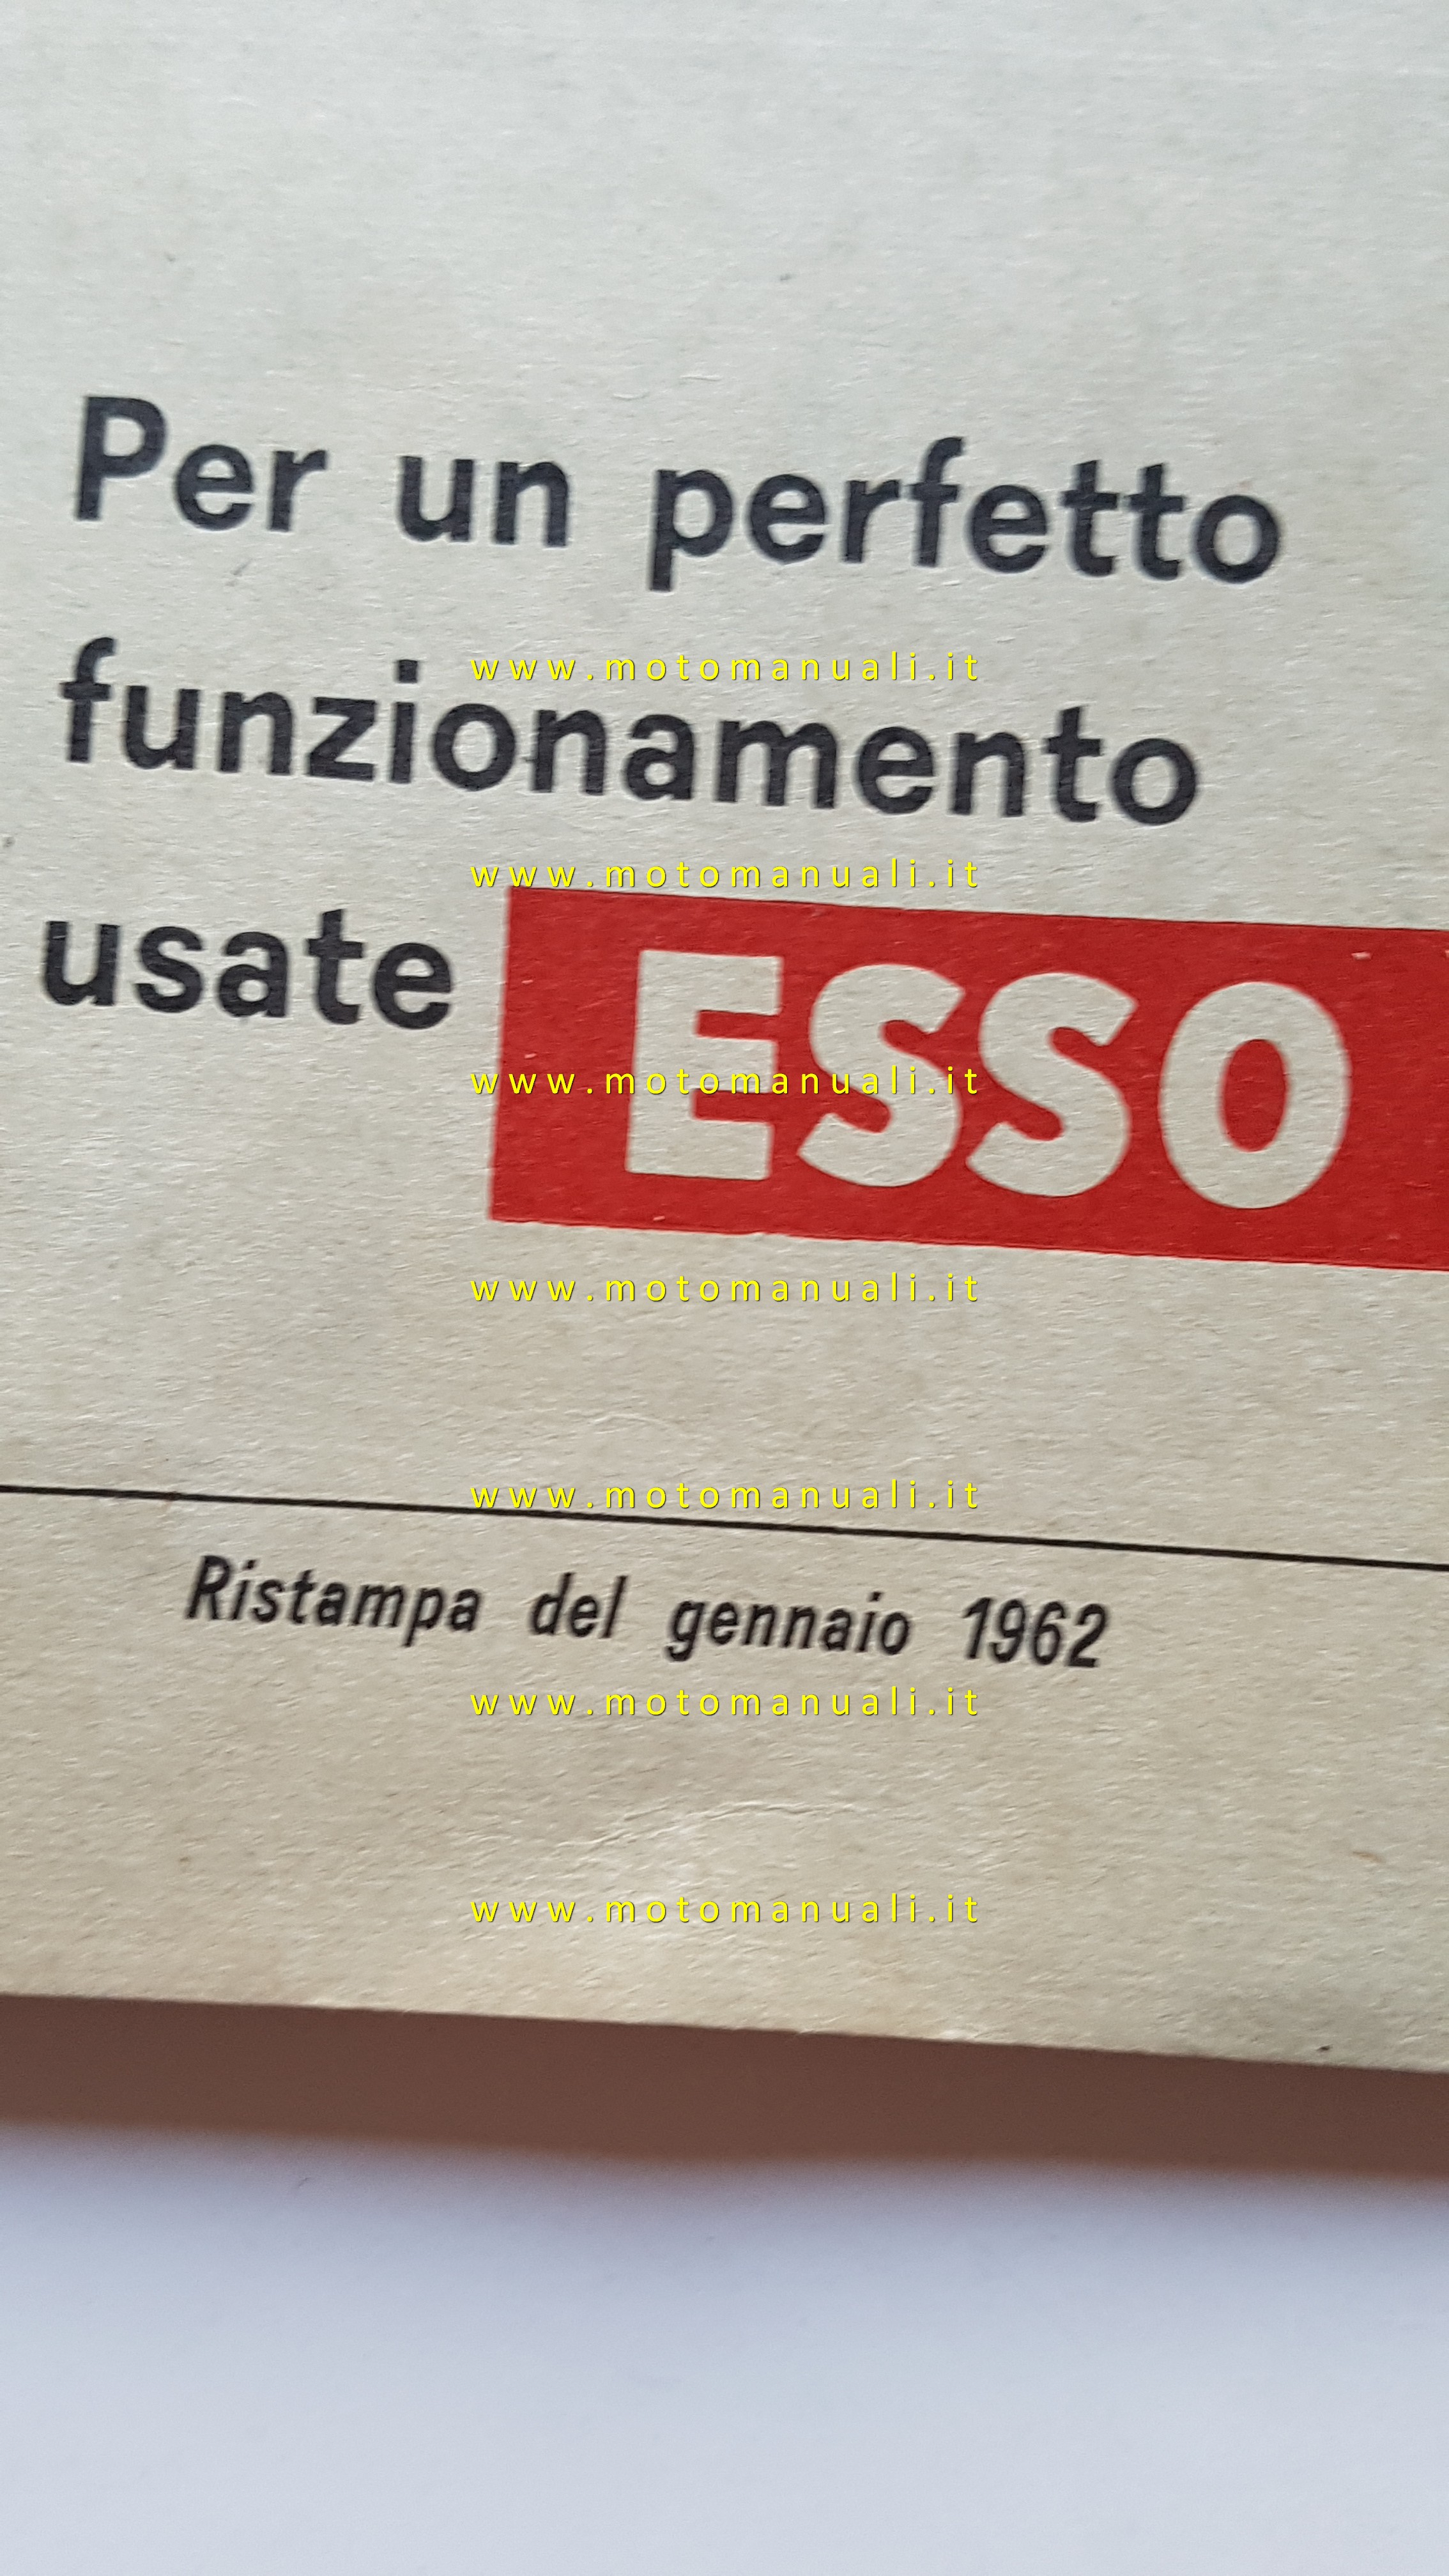 Per un perfetto
www.motomanuali.it
funzionamento
www.motomanuali.it
usate ESSO
www.motomanuali.it
www.motomanuali.it
www.motomanuali.it
Ristampa del gennaio 1962
www.motomanuali.it
www.motomanuali.it